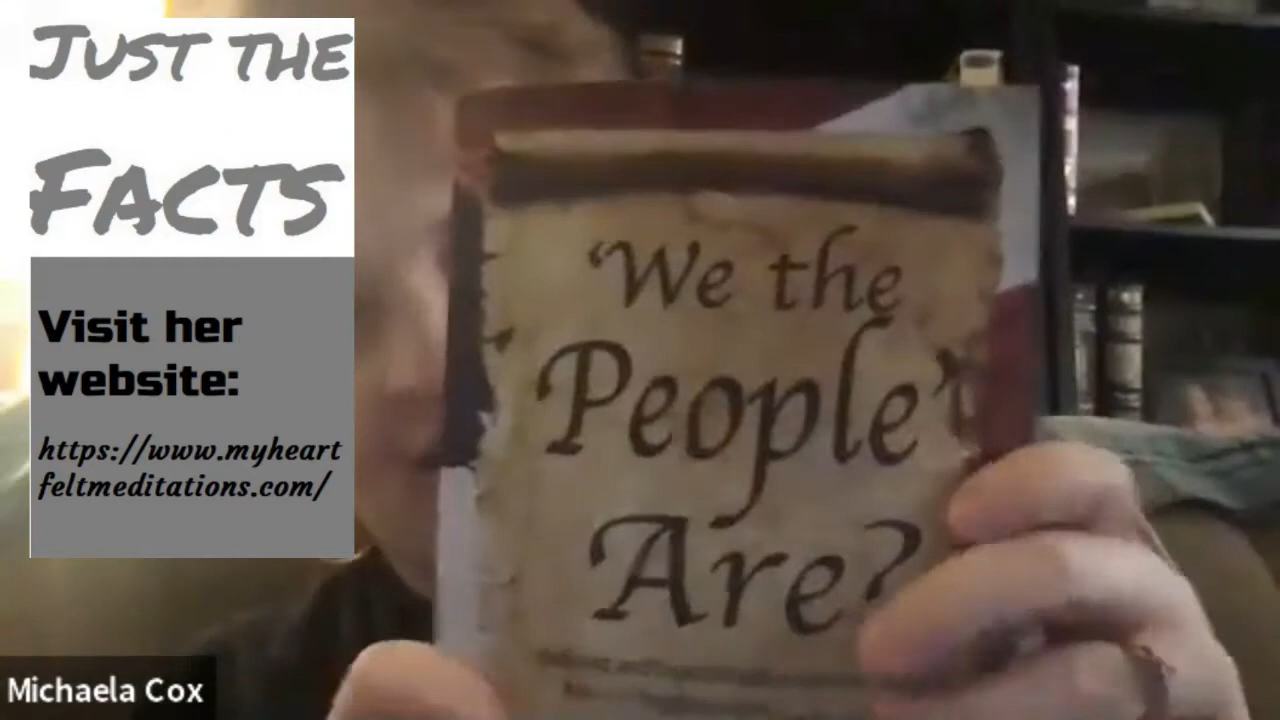 Just the
Facts
Visit her
website:
https://www.myheart
feltmeditations.com/
‘We the
People’
Are?
Michaela Cox